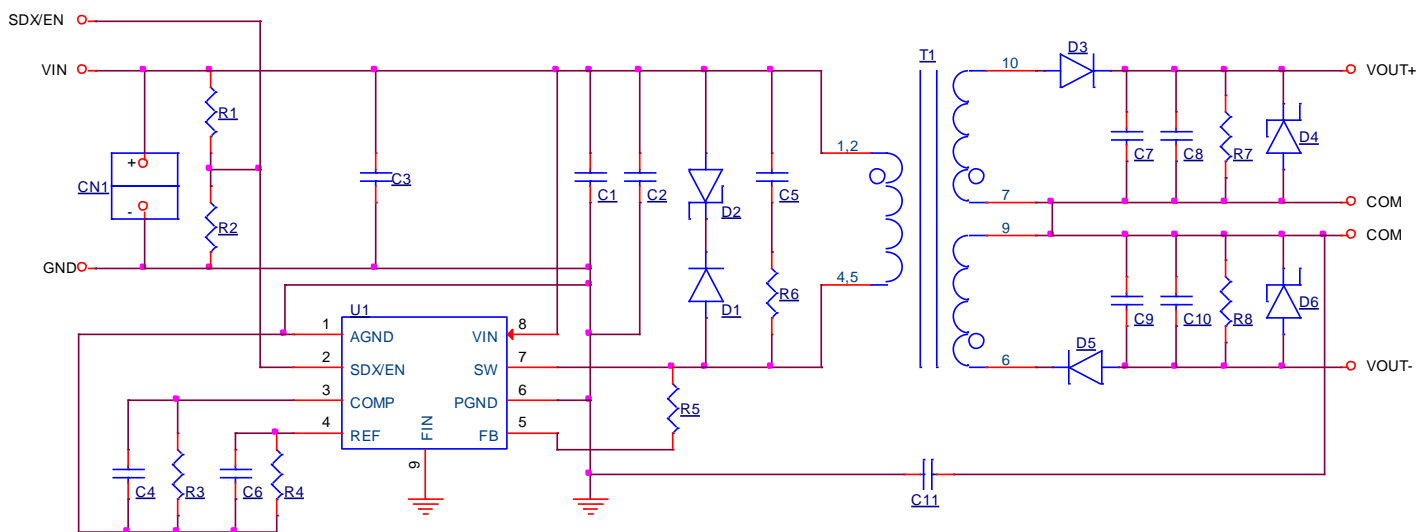 SDX/EN
VIN
T1
10
D3
VOUT+
R1
1,2
C7
C8
R7
D4
+
CN1
-
C3
C1
C2
D2
C5
7
COM
R2
9
COM
GND
4,5
D1
R6
C9
C10
R8
D6
U1
1
AGND
VIN
8
2
SDX/EN
SW
7
D5
6
VOUT-
3
COMP
PGND
6
R5
4
REF
FIN
FB
5
9
C4
R3
C6
R4
C11